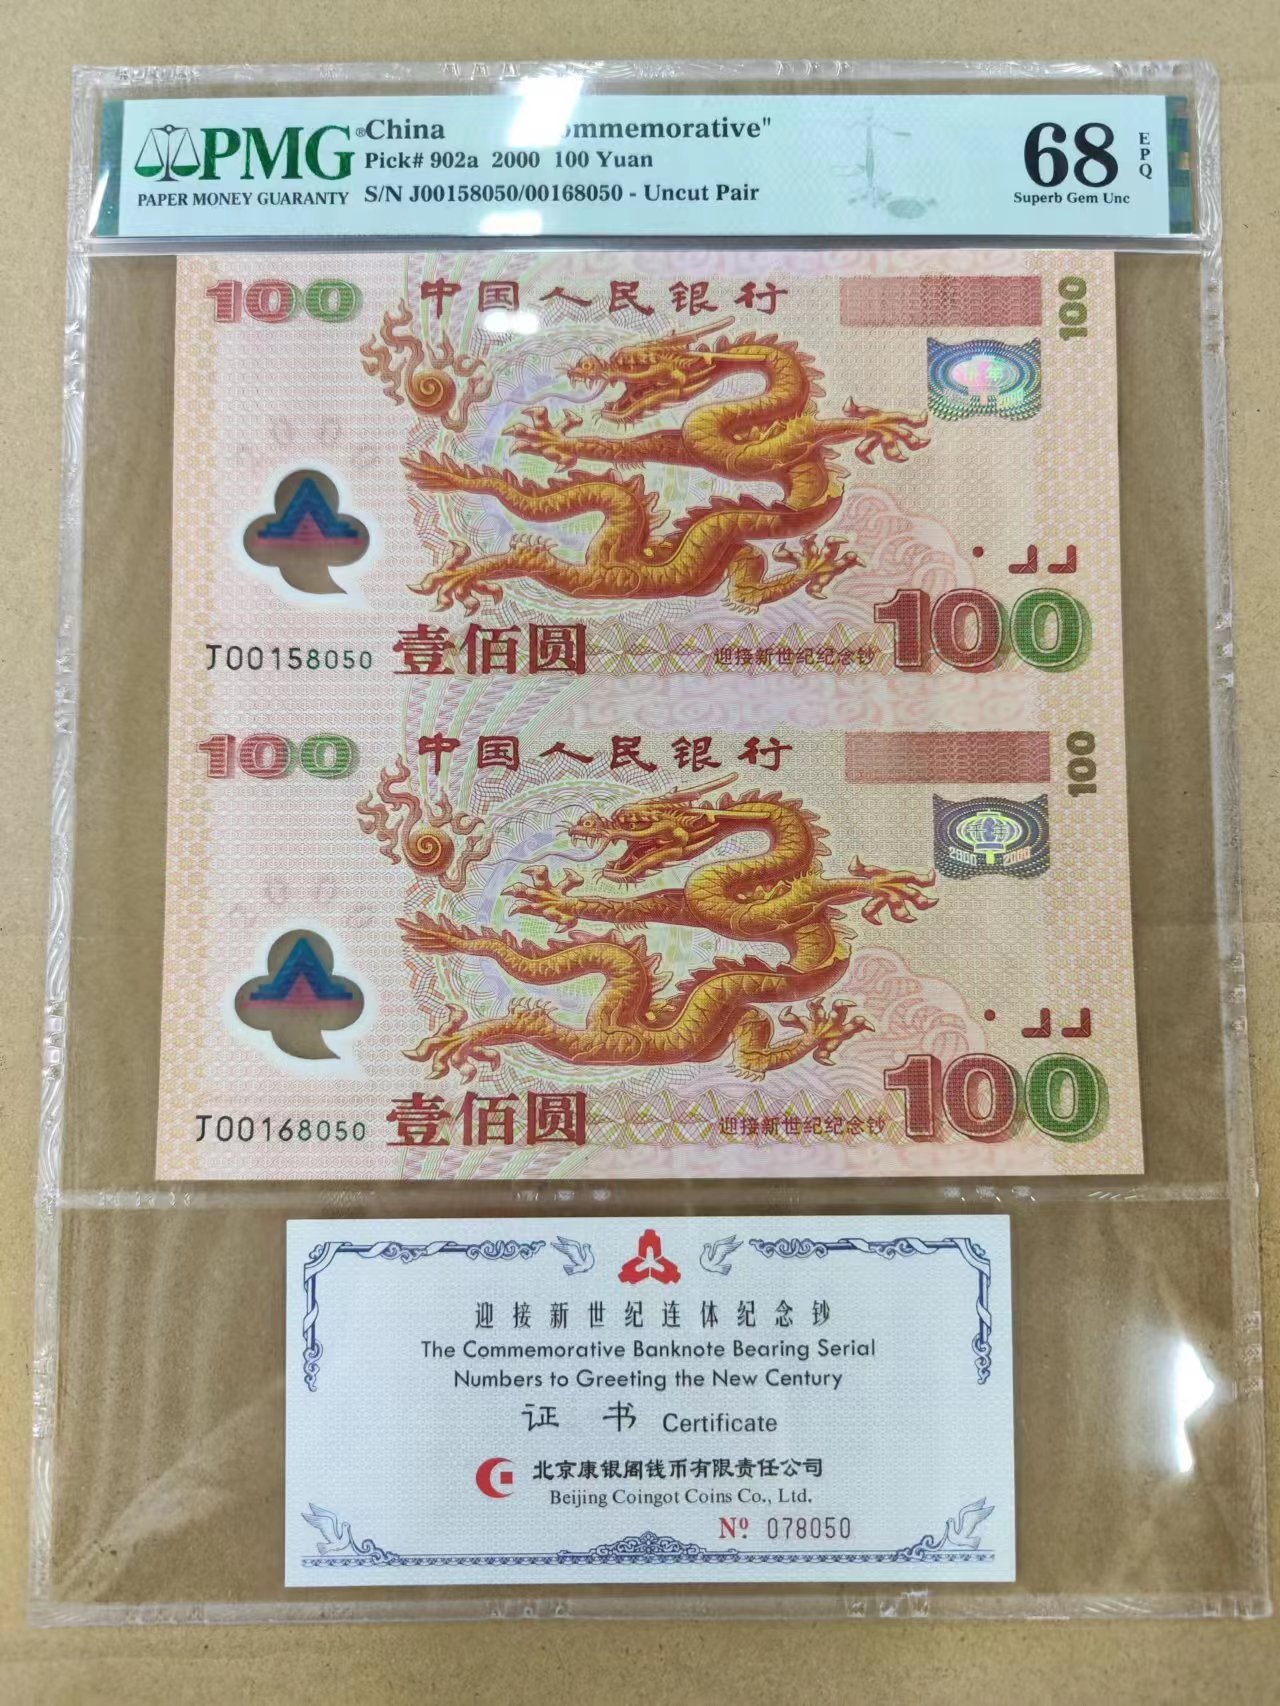 PMG®
PAPER MONEY GUARANTY
China ommemorative"
Pick# 902a 2000 100 Yuan
S/N J00158050/00168050 - Uncut Pair
68
EPQ
Superb Gem Unc
100 中国人民银行 100
J00158050 壹佰圆 迎接新世纪纪念钞 100
100 中国人民银行 100
2000 2000
J00168050 壹佰圆 迎接新世纪纪念钞 100
迎接新世纪连体纪念钞
The Commemorative Banknote Bearing Serial
Numbers to Greeting the New Century
证 书 Certificate
北京康银阁钱币有限责任公司
Beijing Coingot Coins Co., Ltd.
Nº 078050